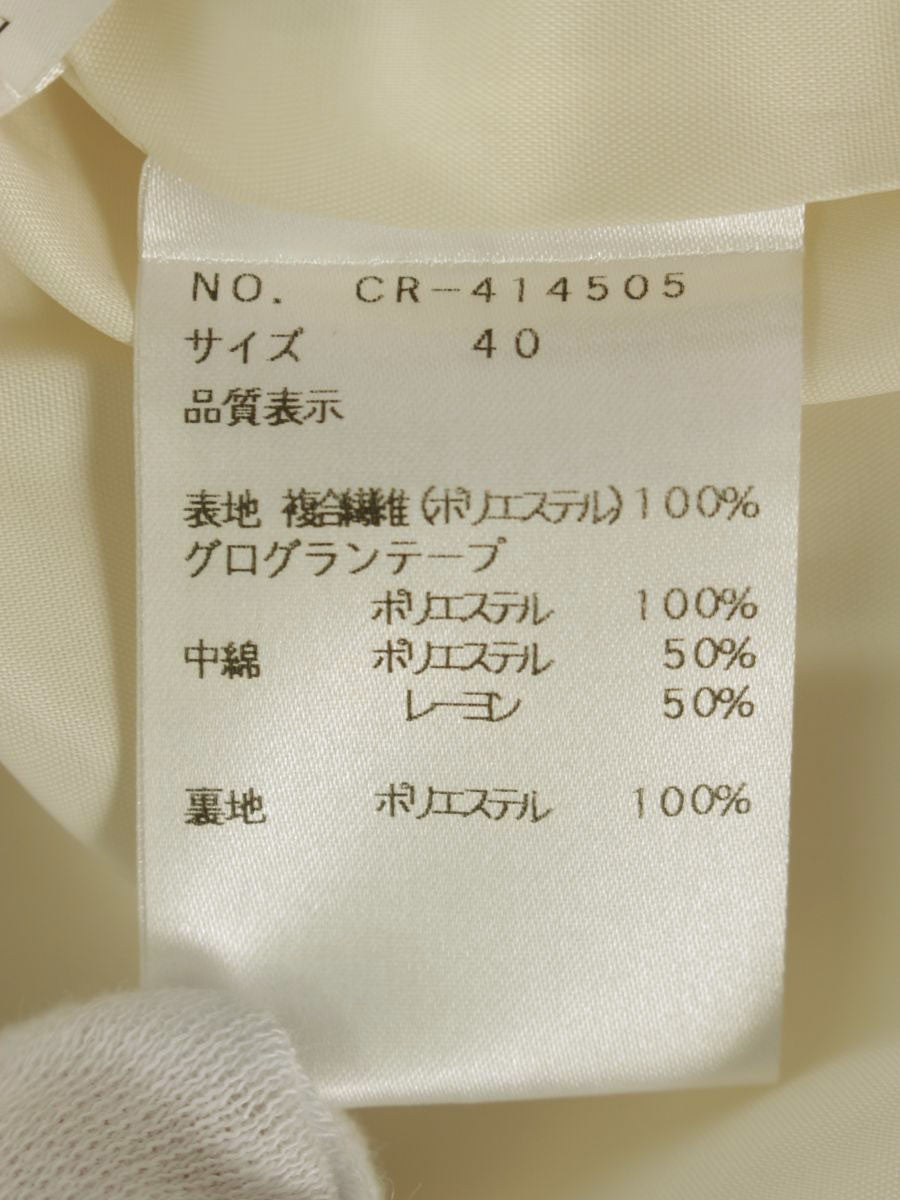 NO. CR-414505
サイズ 40
品質表示
表地 複合繊維(ポリエステル)100%
グログランテープ
ポリエステル 100%
中綿 ポリエステル 50%
レーヨン 50%
裏地 ポリエステル 100%